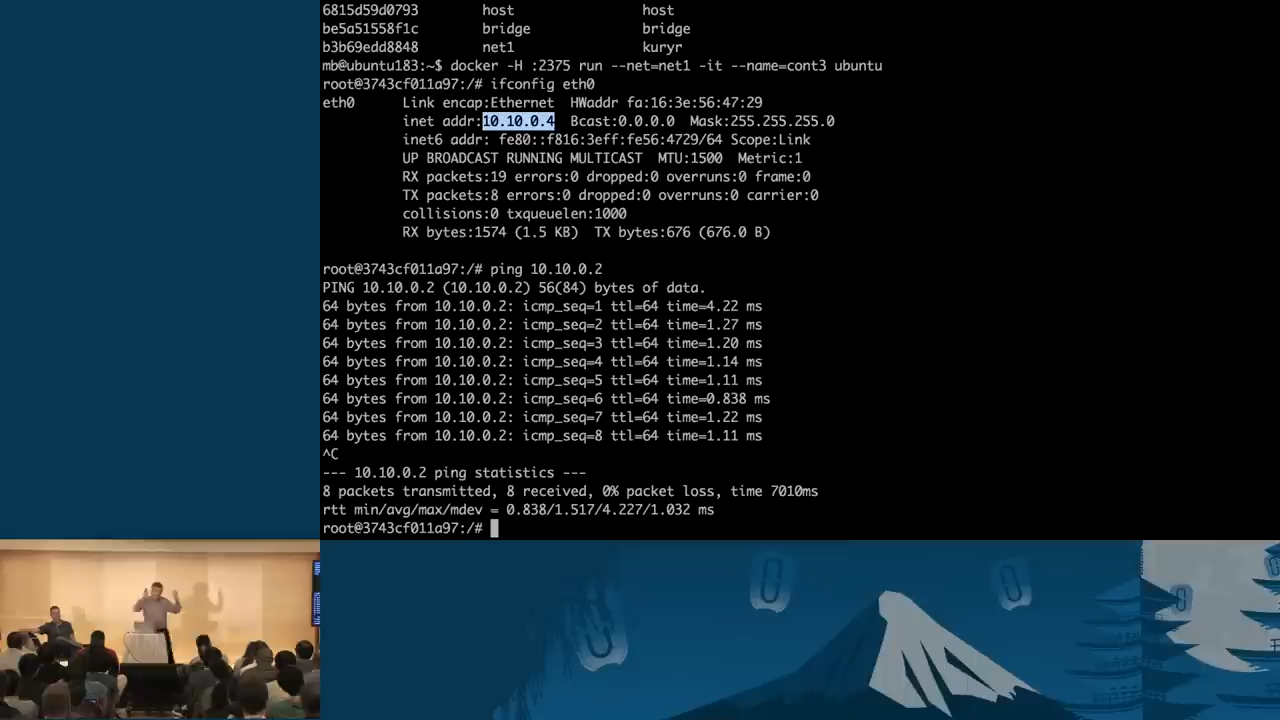 6815d59d0793        host                host
be5a51558f1c        bridge              bridge
b3b69edd8848        net1                kuryr
mb@ubuntu183:~$ docker -H :2375 run --net=net1 -it --name=cont3 ubuntu
root@3743cf011a97:/# ifconfig eth0
eth0      Link encap:Ethernet  HWaddr fa:16:3e:56:47:29
          inet addr:10.10.0.4  Bcast:0.0.0.0  Mask:255.255.255.0
          inet6 addr: fe80::f816:3eff:fe56:4729/64 Scope:Link
          UP BROADCAST RUNNING MULTICAST  MTU:1500  Metric:1
          RX packets:19 errors:0 dropped:0 overruns:0 frame:0
          TX packets:8 errors:0 dropped:0 overruns:0 carrier:0
          collisions:0 txqueuelen:1000
          RX bytes:1574 (1.5 KB)  TX bytes:676 (676.0 B)
root@3743cf011a97:/# ping 10.10.0.2
PING 10.10.0.2 (10.10.0.2) 56(84) bytes of data.
64 bytes from 10.10.0.2: icmp_seq=1 ttl=64 time=4.22 ms
64 bytes from 10.10.0.2: icmp_seq=2 ttl=64 time=1.27 ms
64 bytes from 10.10.0.2: icmp_seq=3 ttl=64 time=1.20 ms
64 bytes from 10.10.0.2: icmp_seq=4 ttl=64 time=1.14 ms
64 bytes from 10.10.0.2: icmp_seq=5 ttl=64 time=1.11 ms
64 bytes from 10.10.0.2: icmp_seq=6 ttl=64 time=0.838 ms
64 bytes from 10.10.0.2: icmp_seq=7 ttl=64 time=1.22 ms
64 bytes from 10.10.0.2: icmp_seq=8 ttl=64 time=1.11 ms
^C
--- 10.10.0.2 ping statistics ---
8 packets transmitted, 8 received, 0% packet loss, time 7010ms
rtt min/avg/max/mdev = 0.838/1.517/4.227/1.032 ms
root@3743cf011a97:/#